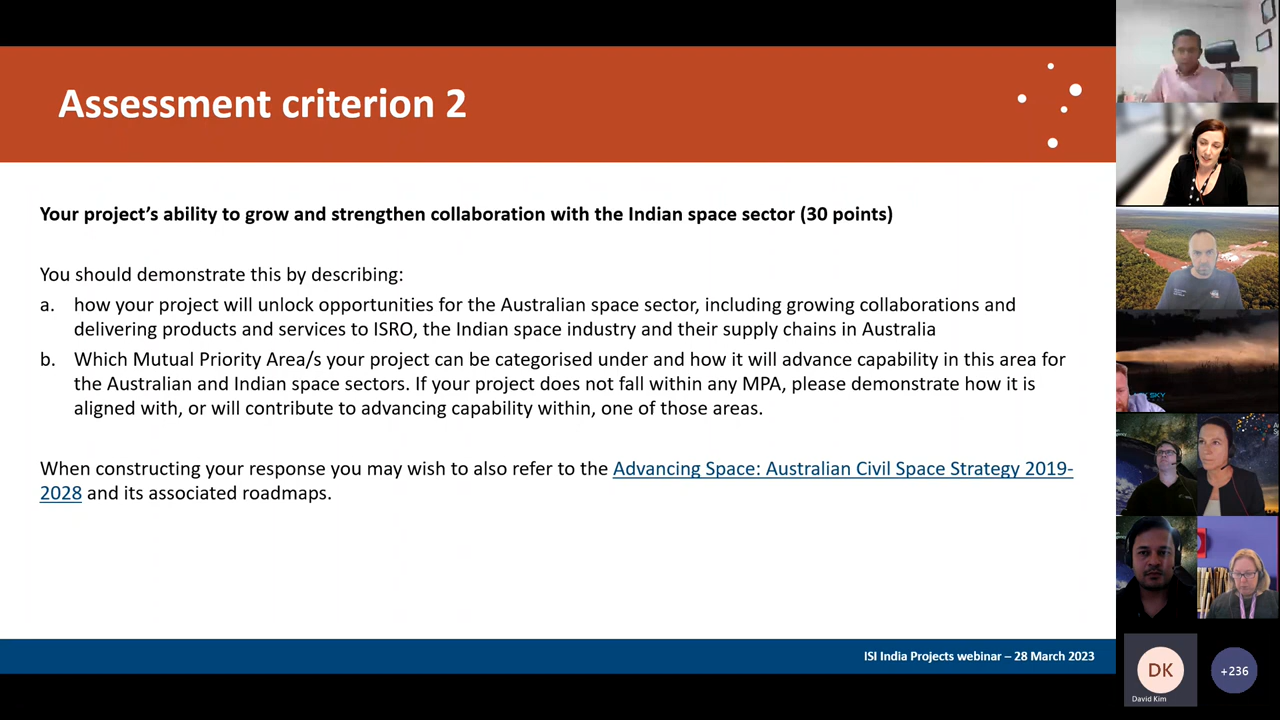 Assessment criterion 2
Your project's ability to grow and strengthen collaboration with the Indian space sector (30 points)
You should demonstrate this by describing:
a. how your project will unlock opportunities for the Australian space sector, including growing collaborations and
delivering products and services to ISRO, the Indian space industry and their supply chains in Australia
b. Which Mutual Priority Area/s your project can be categorised under and how it will advance capability in this area for
the Australian and Indian space sectors. If your project does not fall within any MPA, please demonstrate how it is
aligned with, or will contribute to advancing capability within, one of those areas.
When constructing your response you may wish to also refer to the Advancing Space: Australian Civil Space Strategy 2019-
2028 and its associated roadmaps.
ISI India Projects webinar – 28 March 2023
SKY
DK
David Kim
+236